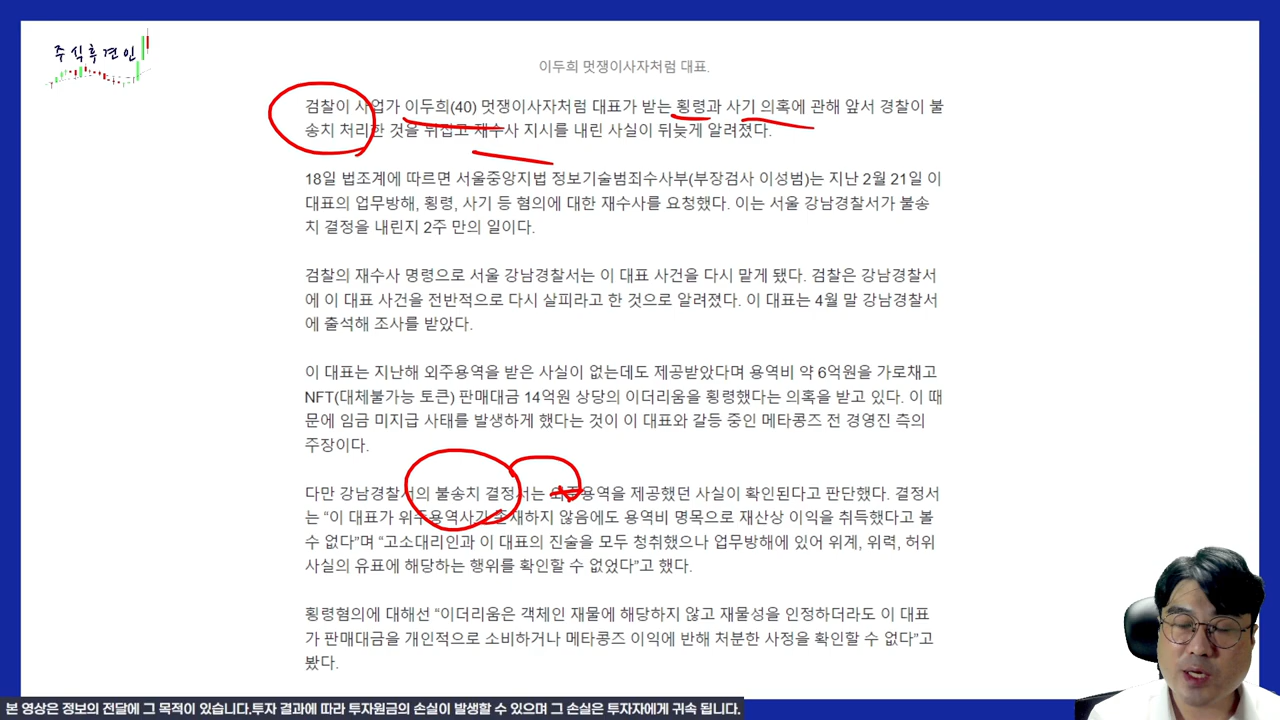 주식후견인
이두희 멋쟁이사자처럼 대표.
검찰이 사업가 이두희(40) 멋쟁이사자처럼 대표가 받는 횡령과 사기 의혹에 관해 앞서 경찰이 불
송치 처리한 것을 뒤집고 재수사 지시를 내린 사실이 뒤늦게 알려졌다.
18일 법조계에 따르면 서울중앙지법 정보기술범죄수사부(부장검사 이성범)는 지난 2월 21일 이
대표의 업무방해, 횡령, 사기 등 혐의에 대한 재수사를 요청했다. 이는 서울 강남경찰서가 불송
치 결정을 내린지 2주 만의 일이다.
검찰의 재수사 명령으로 서울 강남경찰서는 이 대표 사건을 다시 맡게 됐다. 검찰은 강남경찰서
에 이 대표 사건을 전반적으로 다시 살피라고 한 것으로 알려졌다. 이 대표는 4월 말 강남경찰서
에 출석해 조사를 받았다.
이 대표는 지난해 외주용역을 받은 사실이 없는데도 제공받았다며 용역비 약 6억원을 가로채고
NFT(대체불가능 토큰) 판매대금 14억원 상당의 이더리움을 횡령했다는 의혹을 받고 있다. 이 때
문에 임금 미지급 사태를 발생하게 했다는 것이 이 대표와 갈등 중인 메타콩즈 전 경영진 측의
주장이다.
다만 강남경찰서의 불송치 결정서는 외주용역을 제공했던 사실이 확인된다고 판단했다. 결정서
는 “이 대표가 외주용역사가 존재하지 않음에도 용역비 명목으로 재산상 이익을 취득했다고 볼
수 없다”며 “고소대리인과 이 대표의 진술을 모두 청취했으나 업무방해에 있어 위계, 위력, 허위
사실의 유표에 해당하는 행위를 확인할 수 없었다”고 했다.
횡령혐의에 대해선 “이더리움은 객체인 재물에 해당하지 않고 재물성을 인정하더라도 이 대표
가 판매대금을 개인적으로 소비하거나 메타콩즈 이익에 반해 처분한 사정을 확인할 수 없다”고
봤다.
본 영상은 정보의 전달에 그 목적이 있습니다.투자 결과에 따라 투자원금의 손실이 발생할 수 있으며 그 손실은 투자자에게 귀속 됩니다.